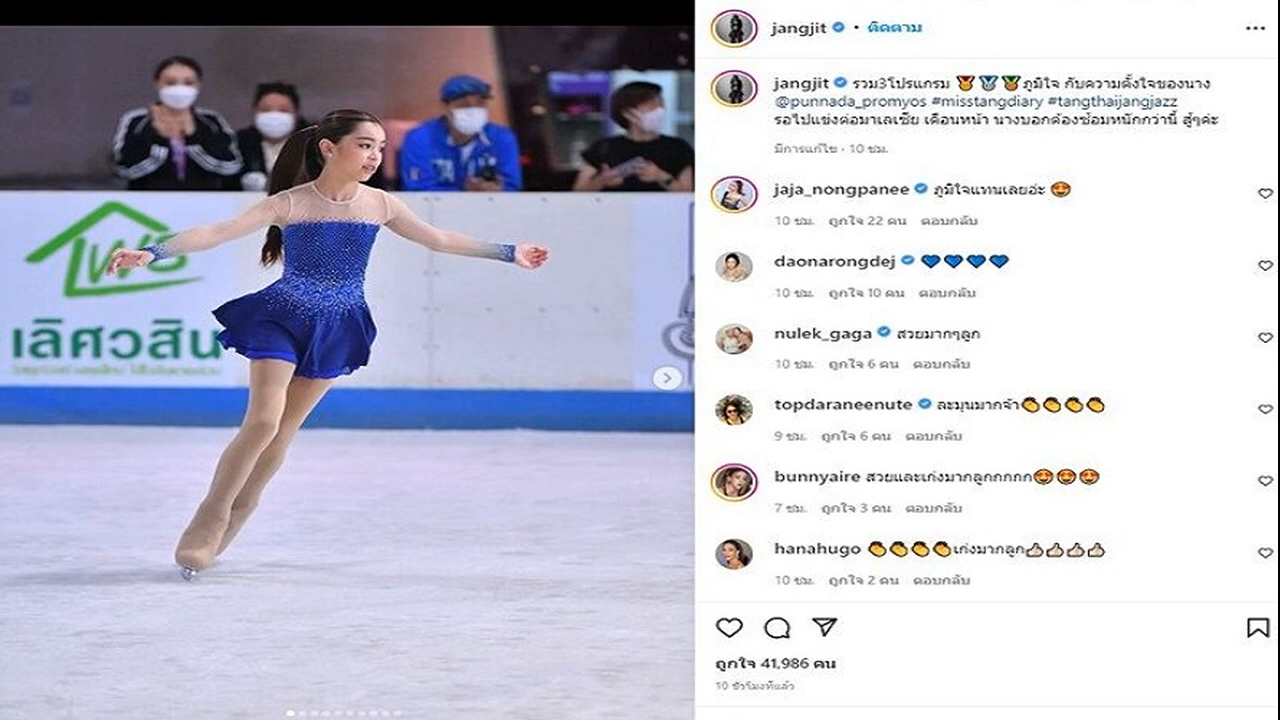 LWS
เลิศวสิน
jangjit • ติดตาม
jangjit รวม3โปรแกรม 🏅🏅🏅ภูมิใจ กับความตั้งใจของนาง
@punnada_promyos #misstangdiary #tangthaijangjazz
รอไปแข่งต่อมาเลเซีย เดือนหน้า นางบอกต้องซ้อมหนักกว่านี้ สู้ๆค่ะ
มีการแก้ไข · 10 ชม.
jaja_nongpanee ภูมิใจแทนเลยอ่ะ 😍
10 ชม. ถูกใจ 22 คน ตอบกลับ
daonarongdej 💙💙💙💙
10 ชม. ถูกใจ 10 คน ตอบกลับ
nulek_gaga สวยมากๆลูก
10 ชม. ถูกใจ 6 คน ตอบกลับ
topdaraneenute ละมุนมากจ้า👏👏👏👏
9 ชม. ถูกใจ 6 คน ตอบกลับ
bunnyaire สวยและเก่งมากลูกกกกก😍😍😍
7 ชม. ถูกใจ 3 คน ตอบกลับ
hanahugo 👏👏👏👏เก่งมากลูก👍🏻👍🏻👍🏻👍🏻
10 ชม. ถูกใจ 2 คน ตอบกลับ
ถูกใจ 41,986 คน
10 ชั่วโมงที่แล้ว